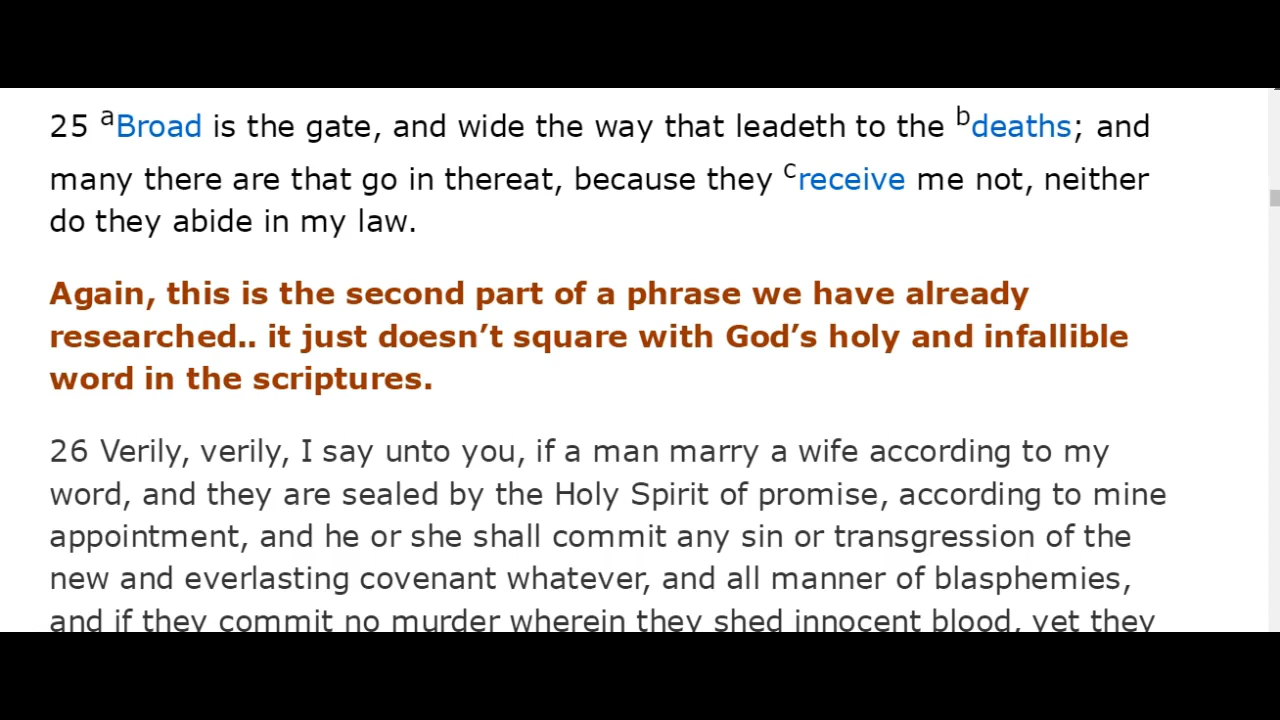 25 aBroad is the gate, and wide the way that leadeth to the bdeaths; and
many there are that go in thereat, because they creceive me not, neither
do they abide in my law.
Again, this is the second part of a phrase we have already
researched.. it just doesn’t square with God’s holy and infallible
word in the scriptures.
26 Verily, verily, I say unto you, if a man marry a wife according to my
word, and they are sealed by the Holy Spirit of promise, according to mine
appointment, and he or she shall commit any sin or transgression of the
new and everlasting covenant whatever, and all manner of blasphemies,
and if they commit no murder wherein they shed innocent blood, yet they